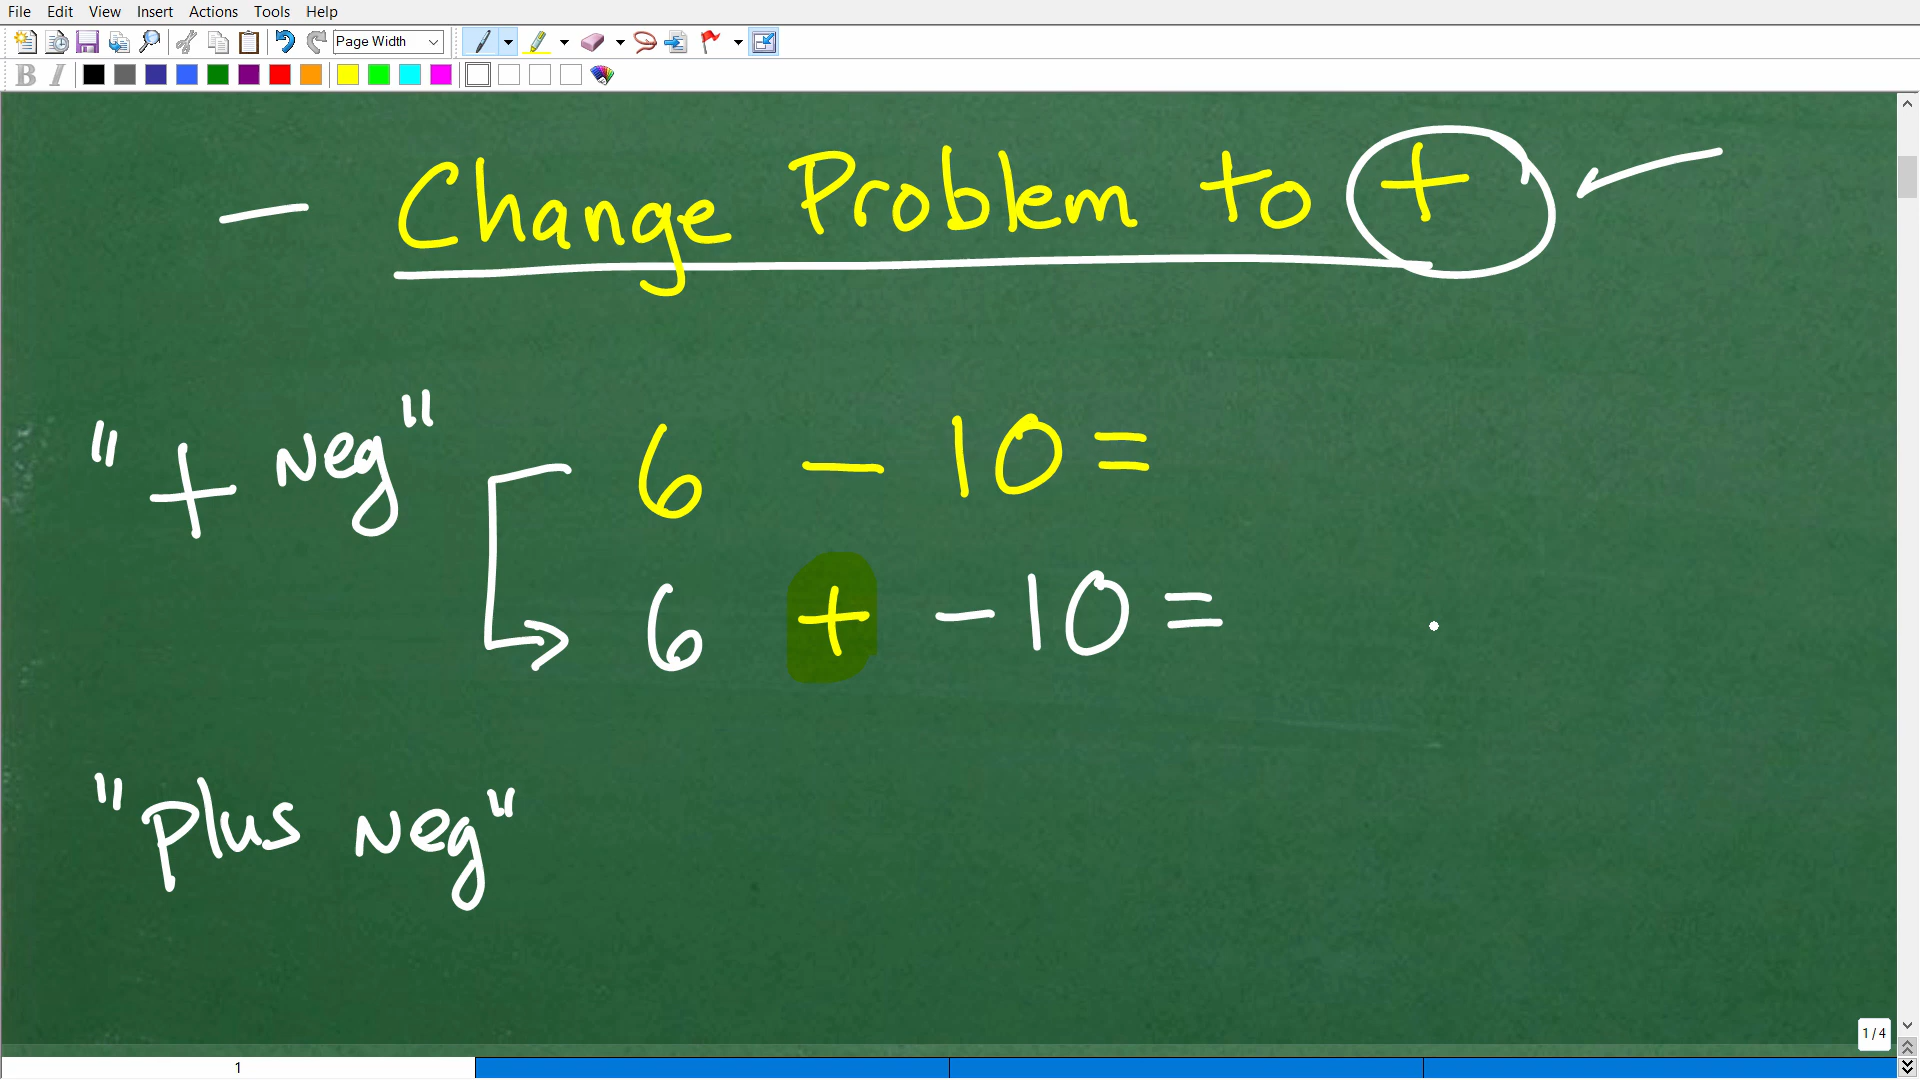 File Edit View Insert Actions Tools Help
Page Width
B I
- Change Problem to +
"+ Neg" 6 - 10 =
6 + -10 =
"Plus Neg"
1 / 4
1